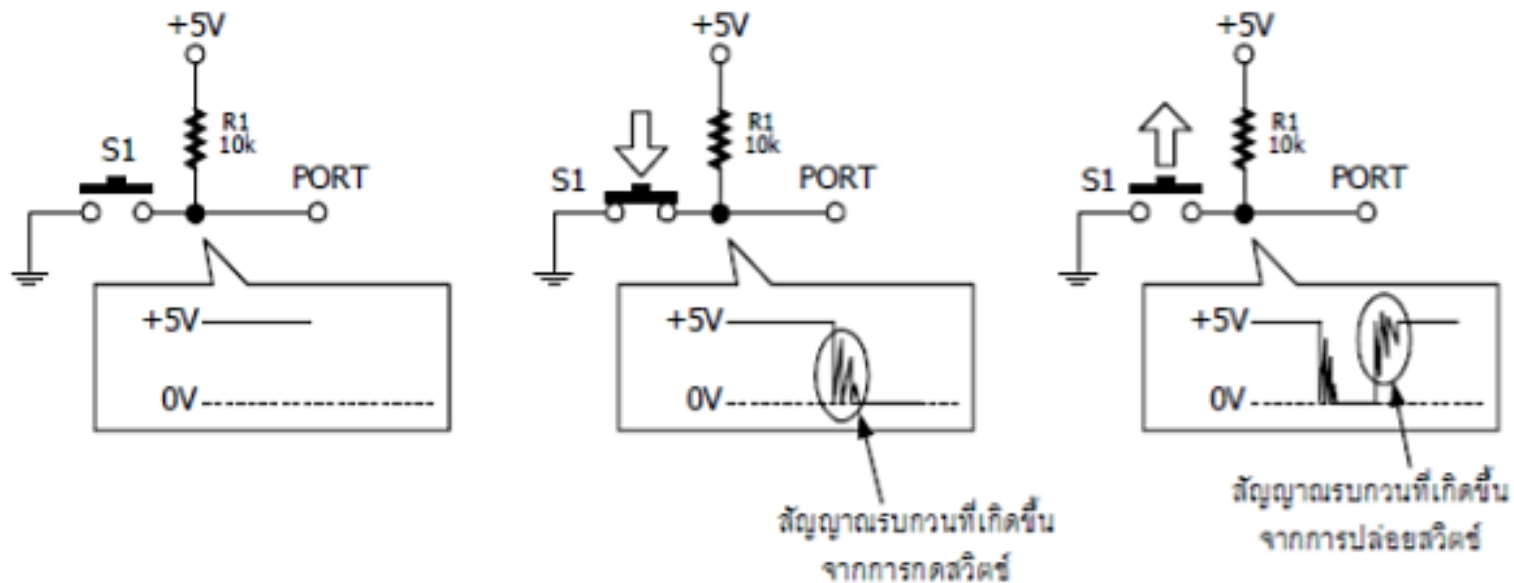 +5V
R1
10k
S1
PORT
+5V
0V
+5V
R1
10k
S1
PORT
+5V
0V
สัญญาณรบกวนที่เกิดขึ้น
จากการกดสวิตช์
+5V
R1
10k
S1
PORT
+5V
0V
สัญญาณรบกวนที่เกิดขึ้น
จากการปล่อยสวิตช์